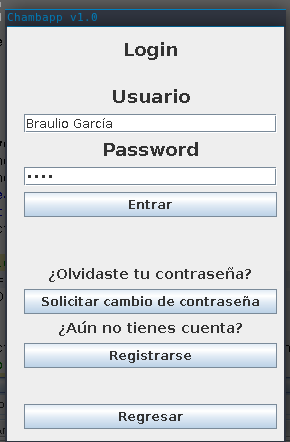 Chambapp v1.0
Login
Usuario
Braulio García
Password
••••
Entrar
¿Olvidaste tu contraseña?
Solicitar cambio de contraseña
¿Aún no tienes cuenta?
Registrarse
Regresar